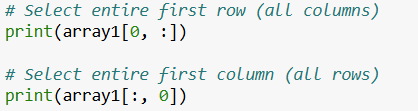 # Select entire first row (all columns)
print(array1[0, :])
# Select entire first column (all rows)
print(array1[:, 0])